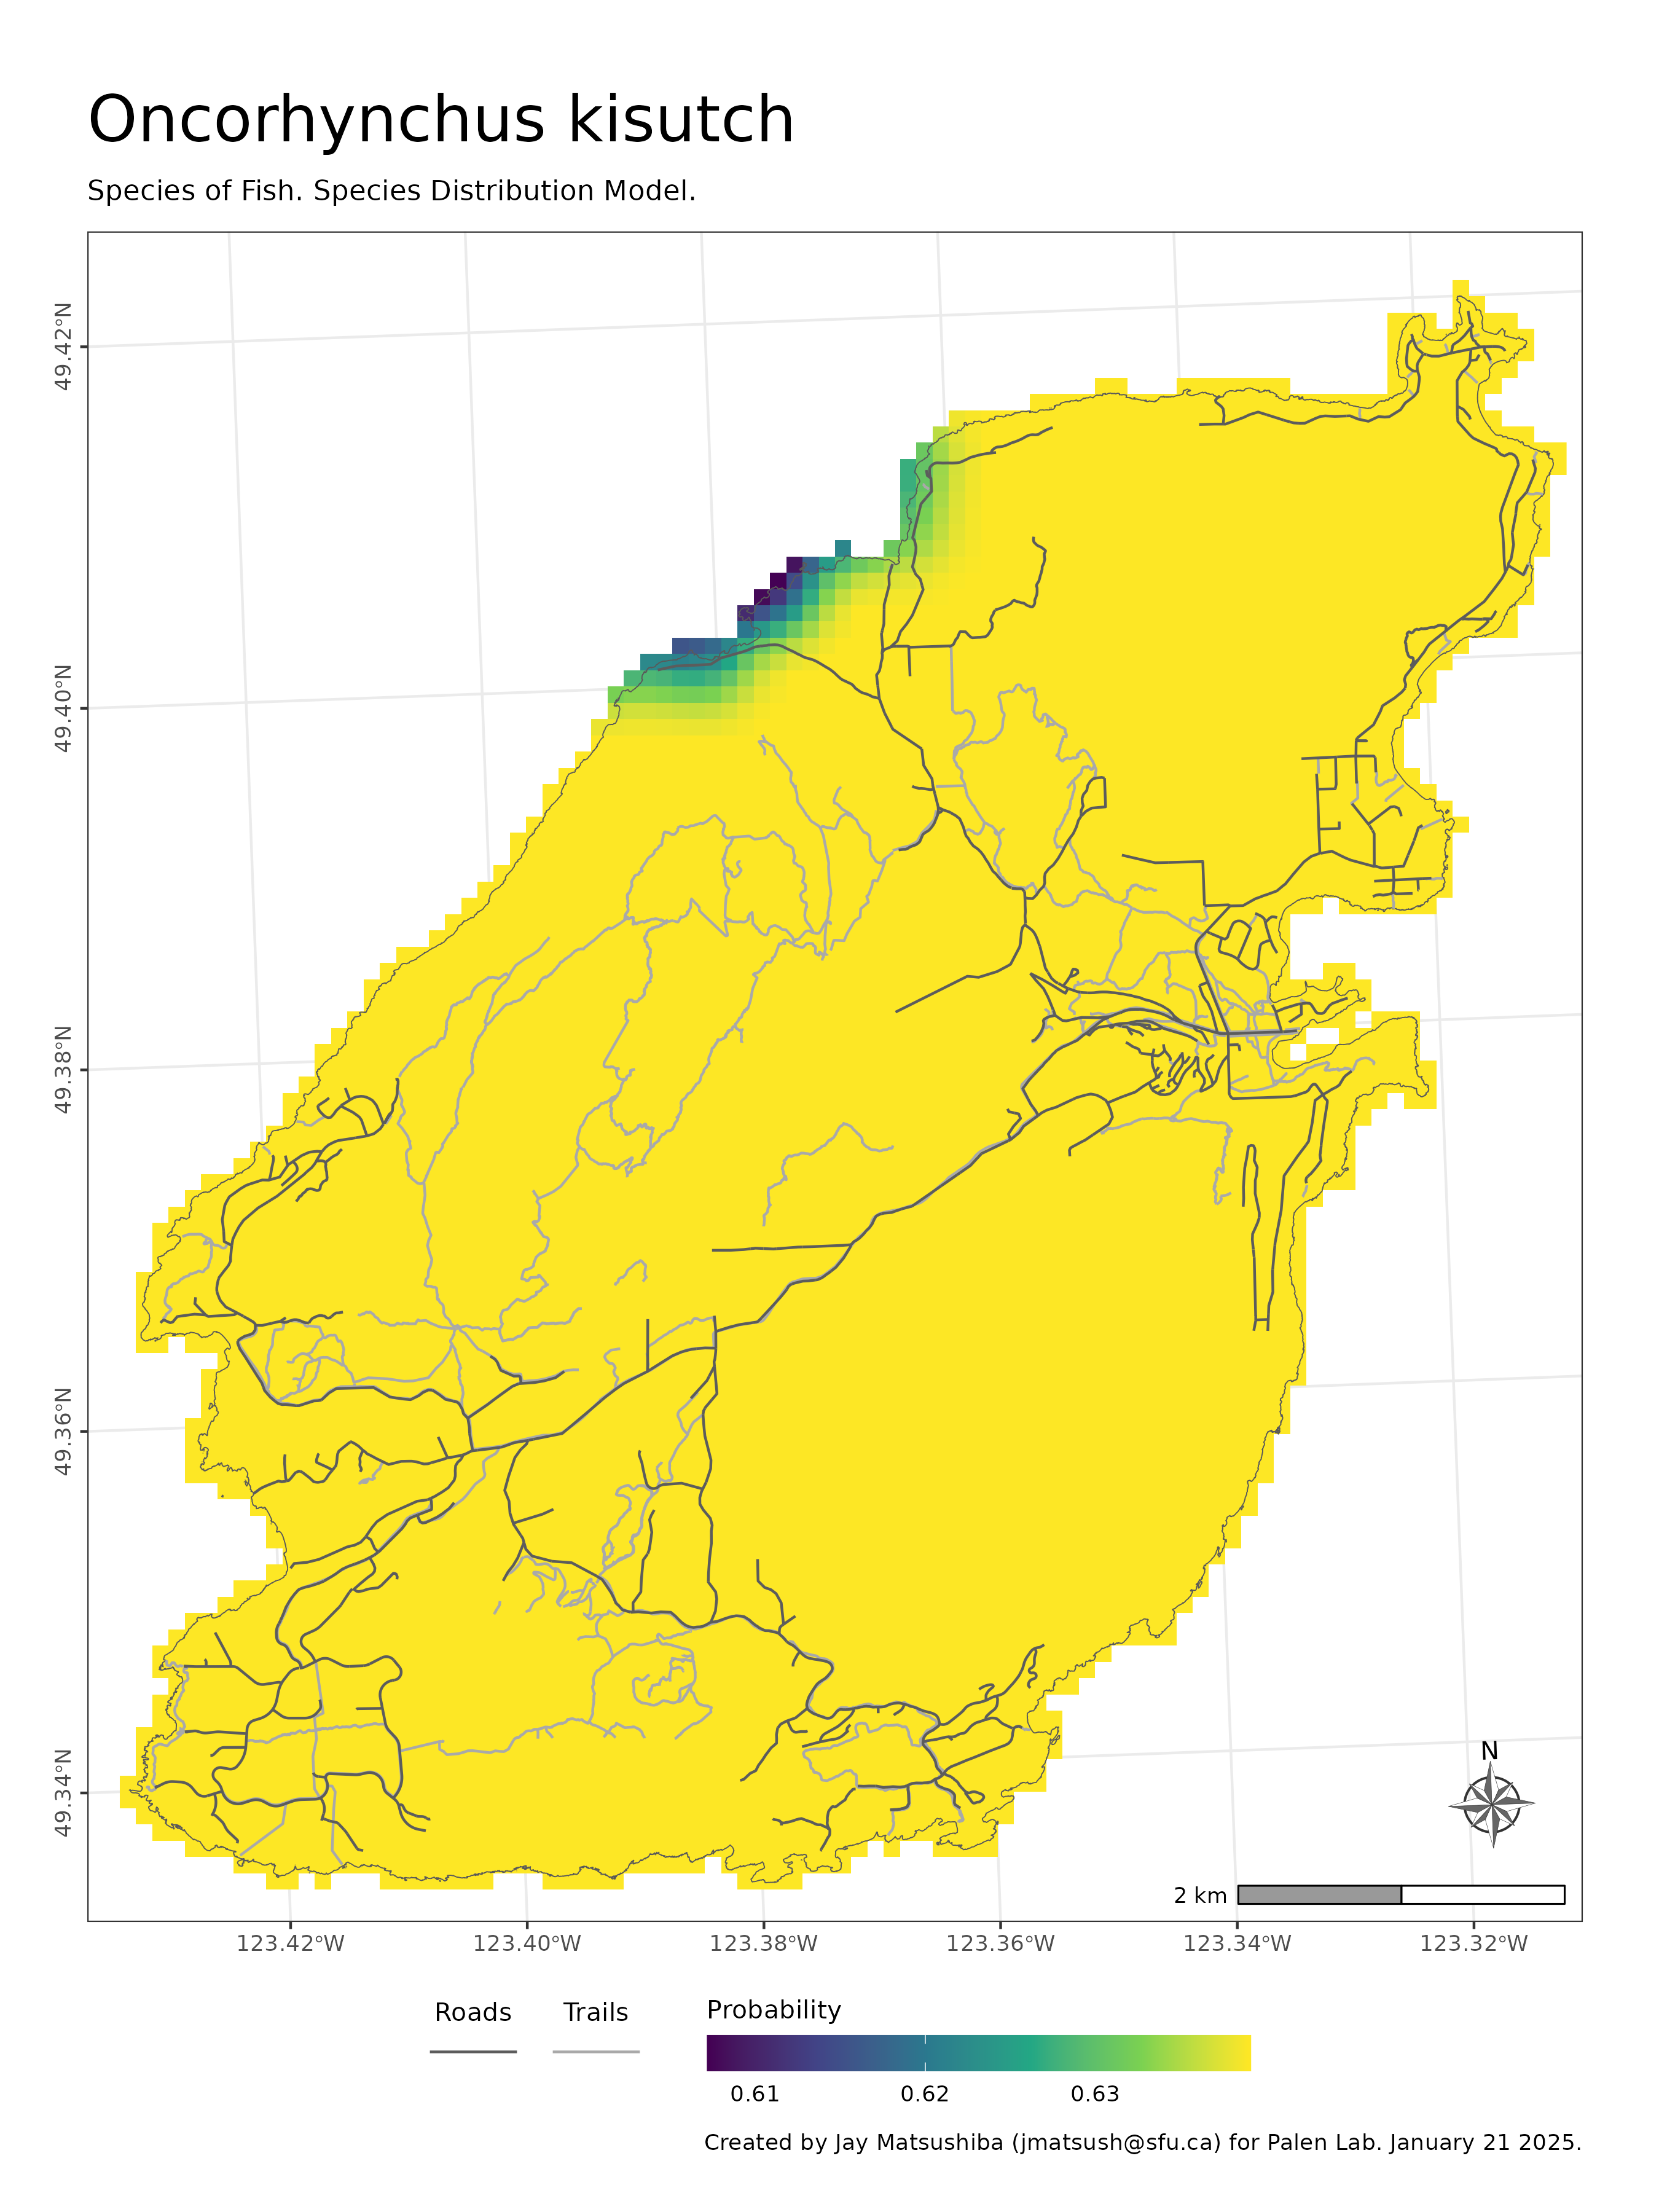 Oncorhynchus kisutch
Species of Fish. Species Distribution Model.
49.42°N
49.40°N
49.38°N
49.36°N
49.34°N
N
2 km
123.42°W 123.40°W 123.38°W 123.36°W 123.34°W 123.32°W
Roads Trails Probability
0.61 0.62 0.63
Created by Jay Matsushiba (jmatsush@sfu.ca) for Palen Lab. January 21 2025.